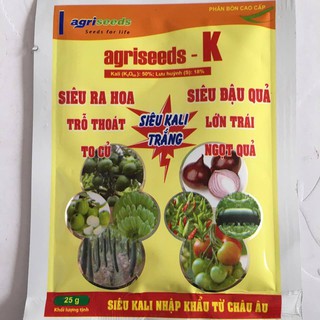 agriseeds
Seeds for life
PHÂN BÓN CAO CẤP
agriseeds - K
Kali (K₂Ohh): 50%; Lưu huỳnh (S): 18%
SIÊU RA HOA
TRỖ THOÁT
TO CỦ
SIÊU KALI
TRẮNG
SIÊU ĐẬU QUẢ
LỚN TRÁI
NGỌT QUẢ
25 g
Khối lượng tịnh
SIÊU KALI NHẬP KHẨU TỪ CHÂU ÂU